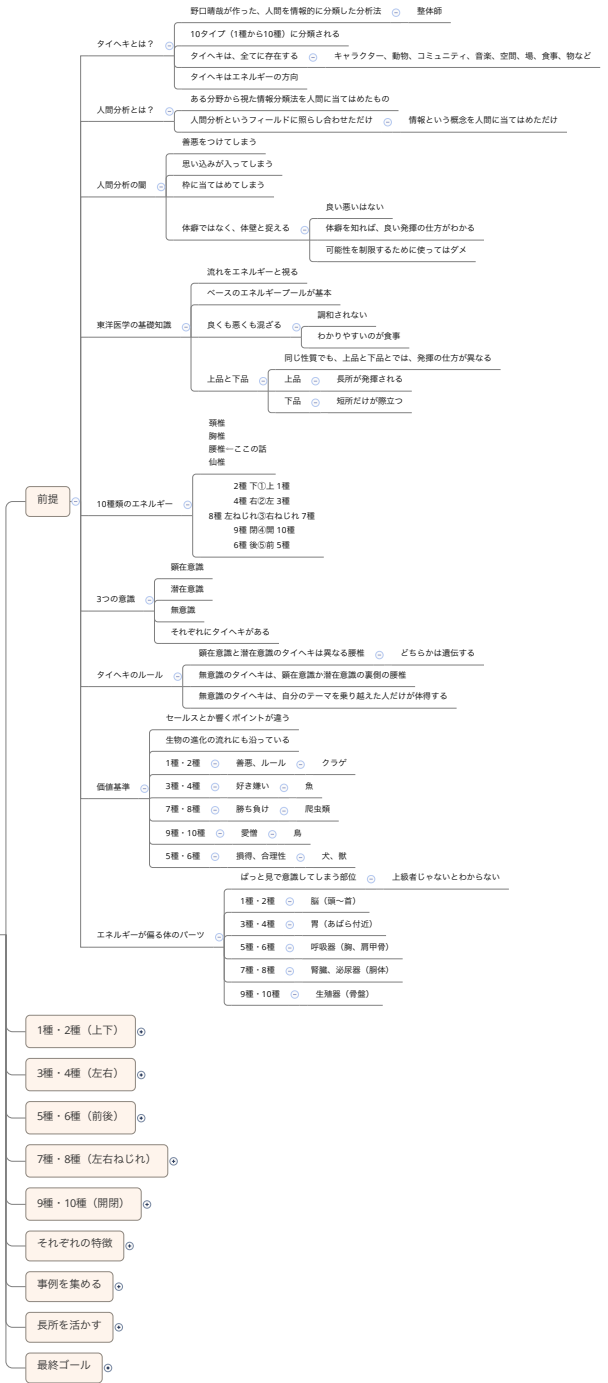 野口晴哉が作った、人間を情報的に分類した分析法
整体師
タイヘキとは？
10タイプ（1種から10種）に分類される
タイヘキは、全てに存在する
キャラクター、動物、コミュニティ、音楽、空間、場、食事、物など
タイヘキはエネルギーの方向
人間分析とは？
ある分野から視た情報分類法を人間に当てはめたもの
人間分析というフィールドに照らし合わせただけ
情報という概念を人間に当てはめただけ
人間分析の闇
善悪をつけてしまう
思い込みが入ってしまう
枠に当てはめてしまう
体癖ではなく、体壁と捉える
良い悪いはない
体癖を知れば、良い発揮の仕方がわかる
可能性を制限するために使ってはダメ
東洋医学の基礎知識
流れをエネルギーと視る
ベースのエネルギープールが基本
良くも悪くも混ざる
調和されない
わかりやすいのが食事
上品と下品
同じ性質でも、上品と下品とでは、発揮の仕方が異なる
上品
長所が発揮される
下品
短所だけが際立つ
前提
10種類のエネルギー
頚椎
胸椎
腰椎←ここの話
仙椎
2種 下①上 1種
4種 右②左 3種
8種 左ねじれ③右ねじれ 7種
9種 閉④開 10種
6種 後⑤前 5種
3つの意識
顕在意識
潜在意識
無意識
それぞれにタイヘキがある
タイヘキのルール
顕在意識と潜在意識のタイヘキは異なる腰椎
どちらかは遺伝する
無意識のタイヘキは、顕在意識か潜在意識の裏側の腰椎
無意識のタイヘキは、自分のテーマを乗り越えた人だけが体得する
価値基準
セールスとか響くポイントが違う
生物の進化の流れにも沿っている
1種・2種
善悪、ルール
クラゲ
3種・4種
好き嫌い
魚
7種・8種
勝ち負け
爬虫類
9種・10種
愛憎
鳥
5種・6種
損得、合理性
犬、獣
エネルギーが偏る体のパーツ
ぱっと見で意識してしまう部位
上級者じゃないとわからない
1種・2種
脳（頭〜首）
3種・4種
胃（あばら付近）
5種・6種
呼吸器（胸、肩甲骨）
7種・8種
腎臓、泌尿器（胴体）
9種・10種
生殖器（骨盤）
1種・2種（上下）
3種・4種（左右）
5種・6種（前後）
7種・8種（左右ねじれ）
9種・10種（開閉）
それぞれの特徴
事例を集める
長所を活かす
最終ゴール